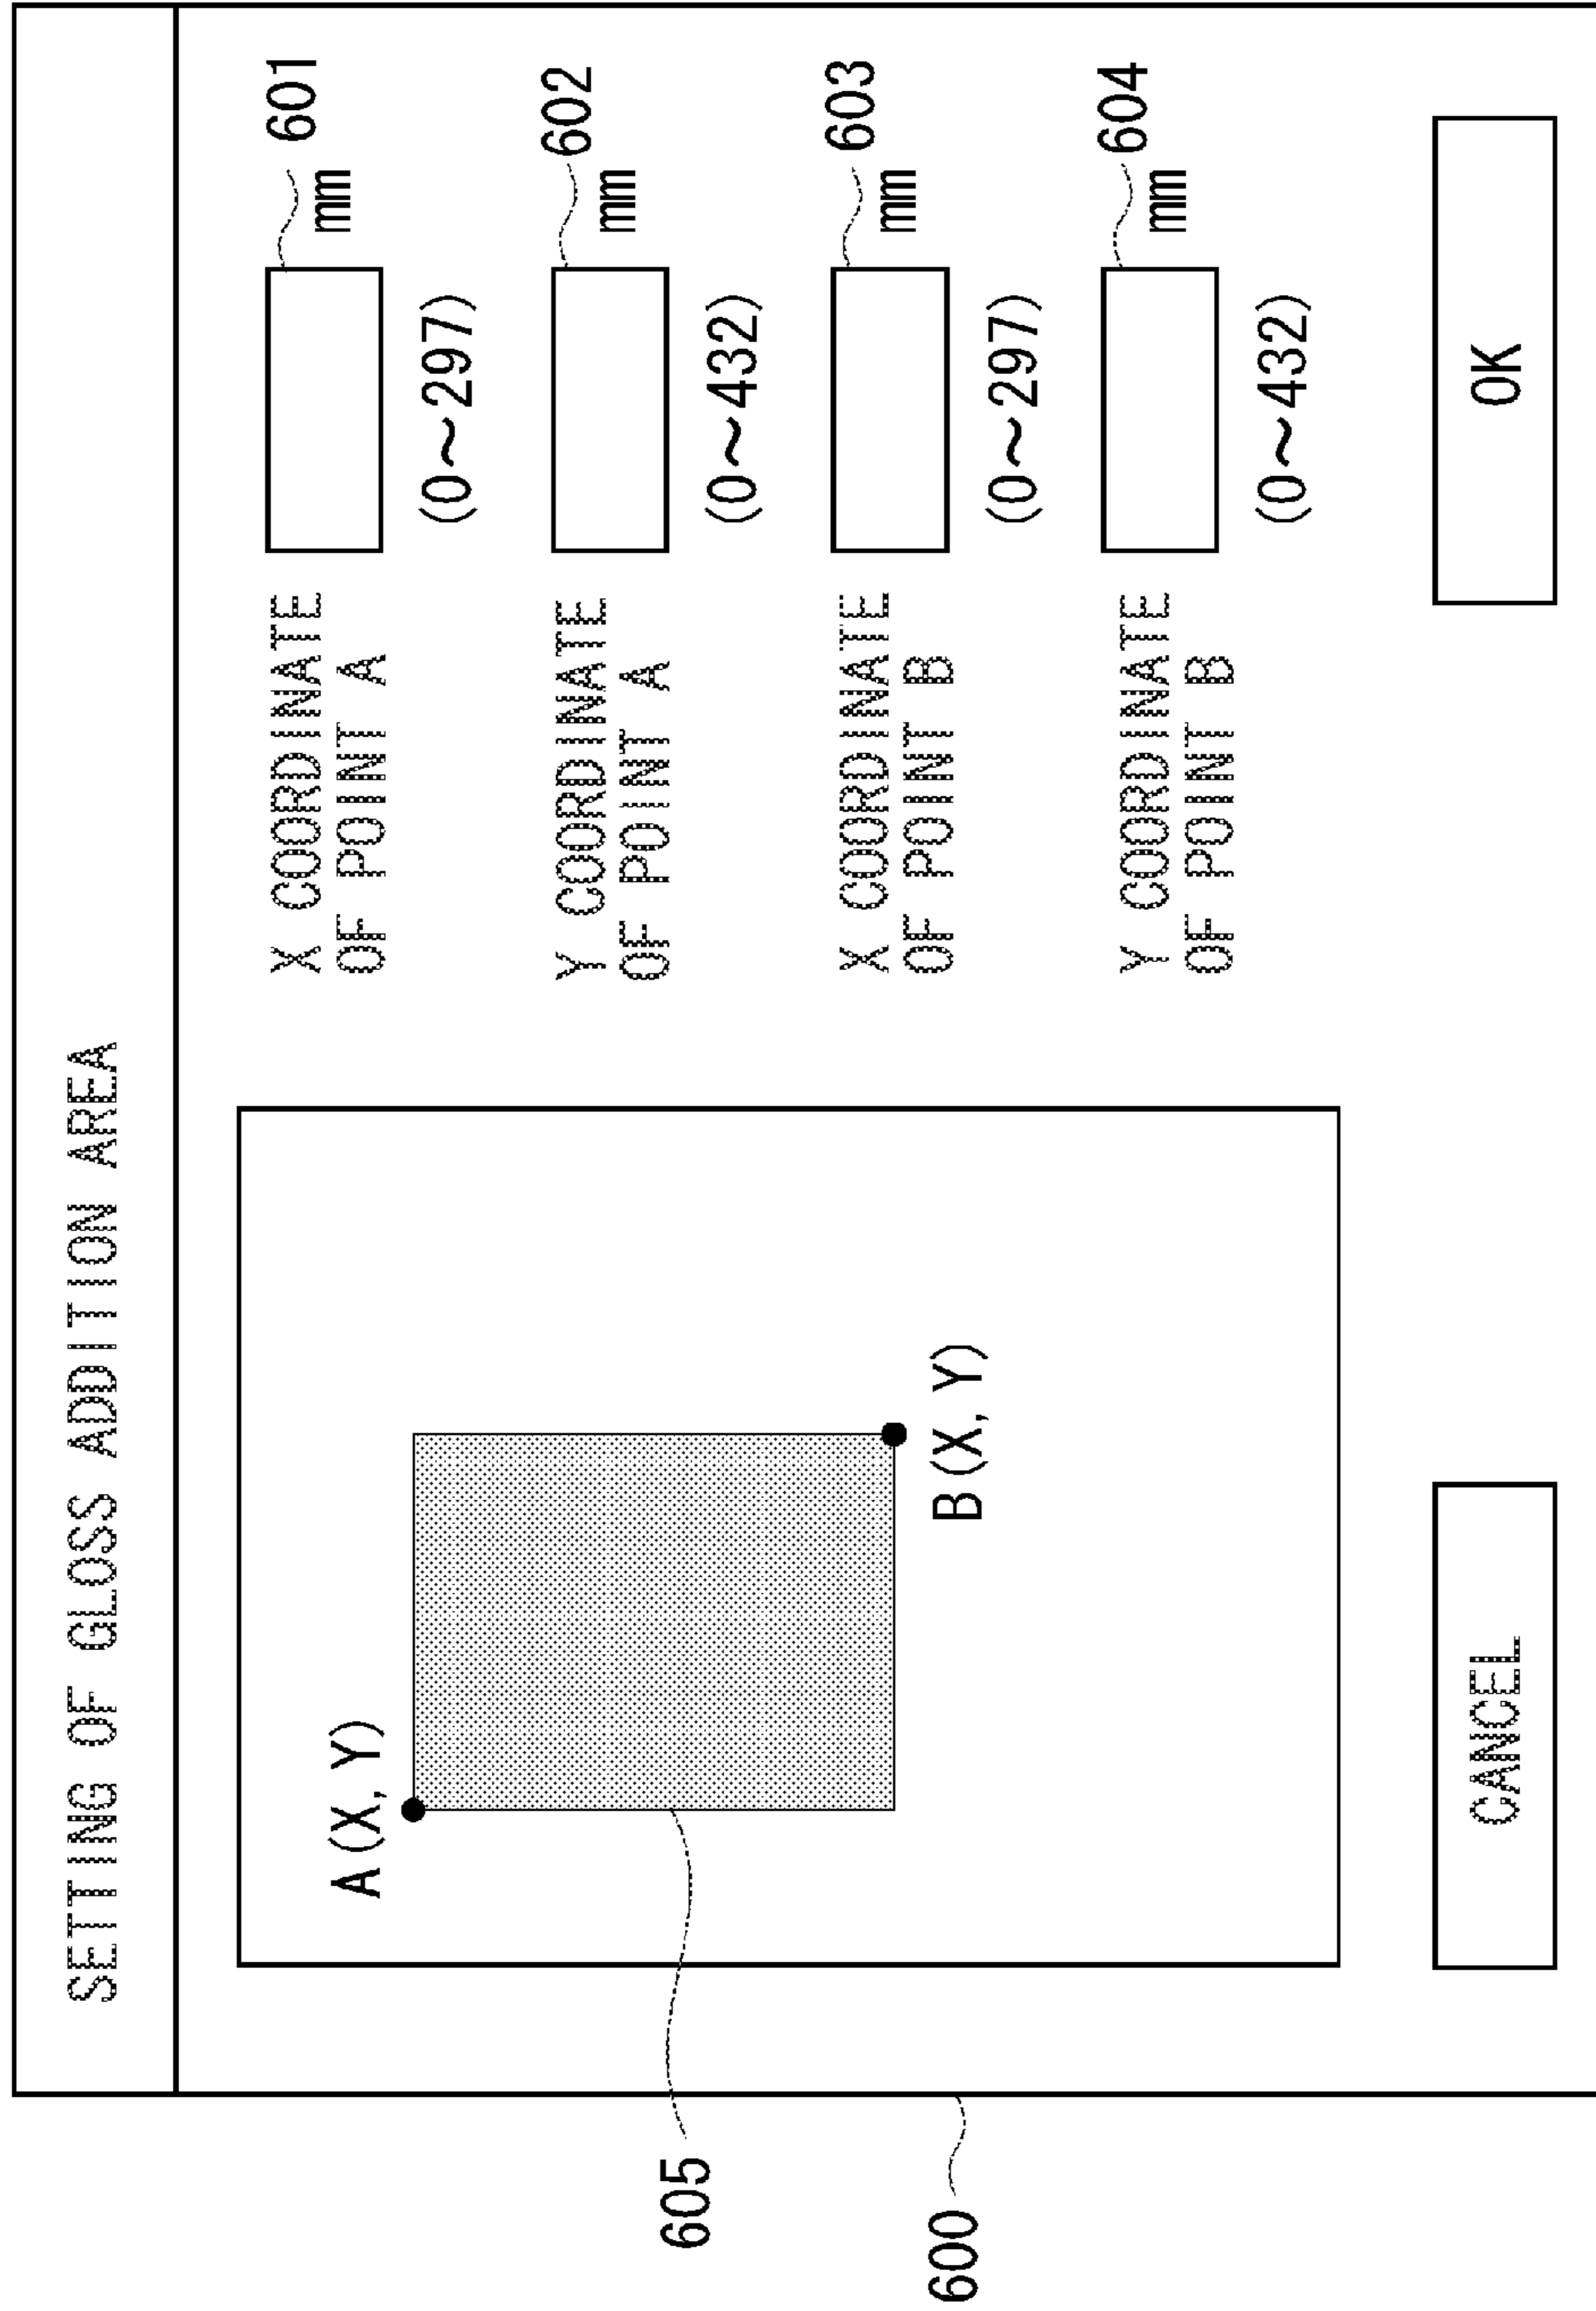 SETTING OF GLOSS ADDITION AREA
A(X, Y)
B(X, Y)
605
600
X COORDINATE
OF POINT A
mm
601
(0~297)
Y COORDINATE
OF POINT A
mm
602
(0~432)
X COORDINATE
OF POINT B
mm
603
(0~297)
Y COORDINATE
OF POINT B
mm
604
(0~432)
CANCEL
OK